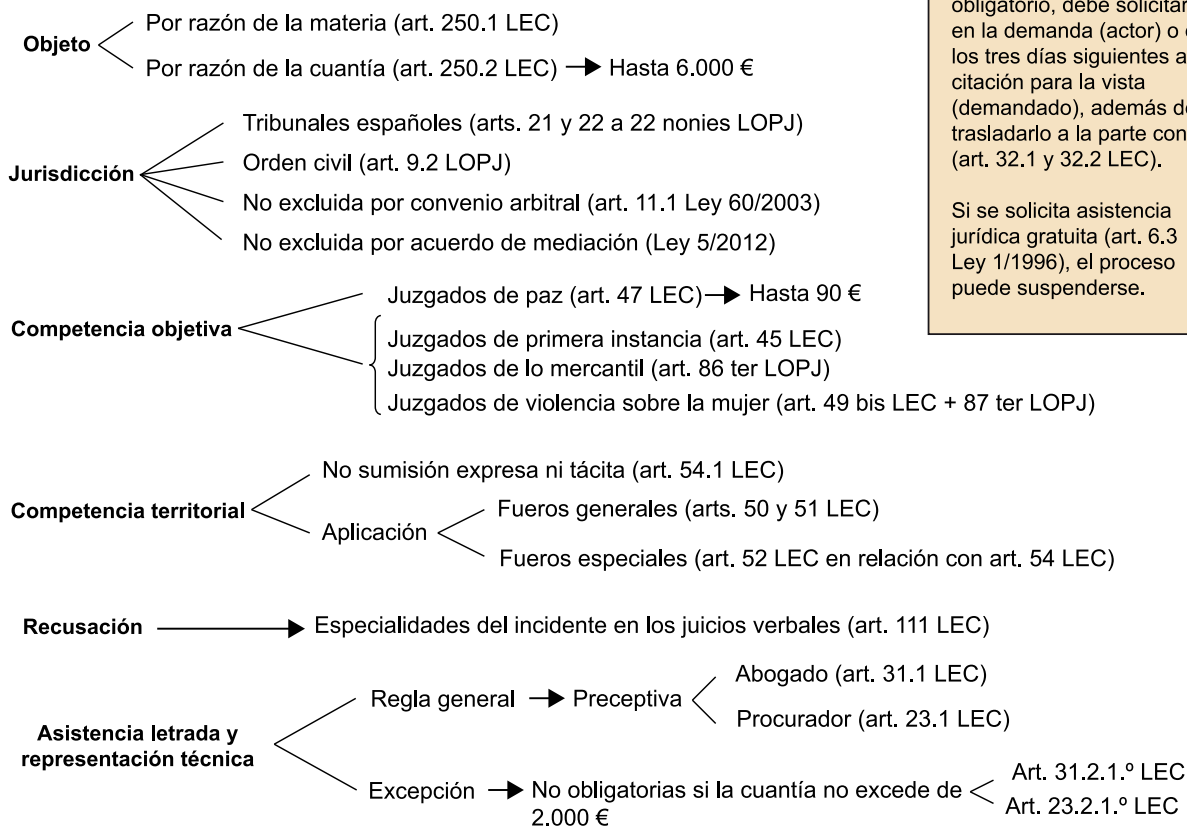 Objeto
Por razón de la materia (art. 250.1 LEC)
Por razón de la cuantía (art. 250.2 LEC) → Hasta 6.000 €
Jurisdicción
Tribunales españoles (arts. 21 y 22 a 22 nonies LOPJ)
Orden civil (art. 9.2 LOPJ)
No excluida por convenio arbitral (art. 11.1 Ley 60/2003)
No excluida por acuerdo de mediación (Ley 5/2012)
Competencia objetiva
Juzgados de paz (art. 47 LEC) → Hasta 90 €
Juzgados de primera instancia (art. 45 LEC)
Juzgados de lo mercantil (art. 86 ter LOPJ)
Juzgados de violencia sobre la mujer (art. 49 bis LEC + 87 ter LOPJ)
Competencia territorial
No sumisión expresa ni tácita (art. 54.1 LEC)
Aplicación
Fueros generales (arts. 50 y 51 LEC)
Fueros especiales (art. 52 LEC en relación con art. 54 LEC)
Recusación → Especialidades del incidente en los juicios verbales (art. 111 LEC)
Asistencia letrada y
representación técnica
Regla general → Preceptiva
Abogado (art. 31.1 LEC)
Procurador (art. 23.1 LEC)
Excepción → No obligatorias si la cuantía no excede de
2.000 €
Art. 31.2.1.º LEC
Art. 23.2.1.º LEC
obligatorio, debe
en la demanda (actor) o
los tres días siguientes
citación para la vista
(demandado), además
trasladarlo a la parte
(art. 32.1 y 32.2 LEC).
Si se solicita asistencia
jurídica gratuita (art. 6.3
Ley 1/1996), el proceso
puede suspenderse.